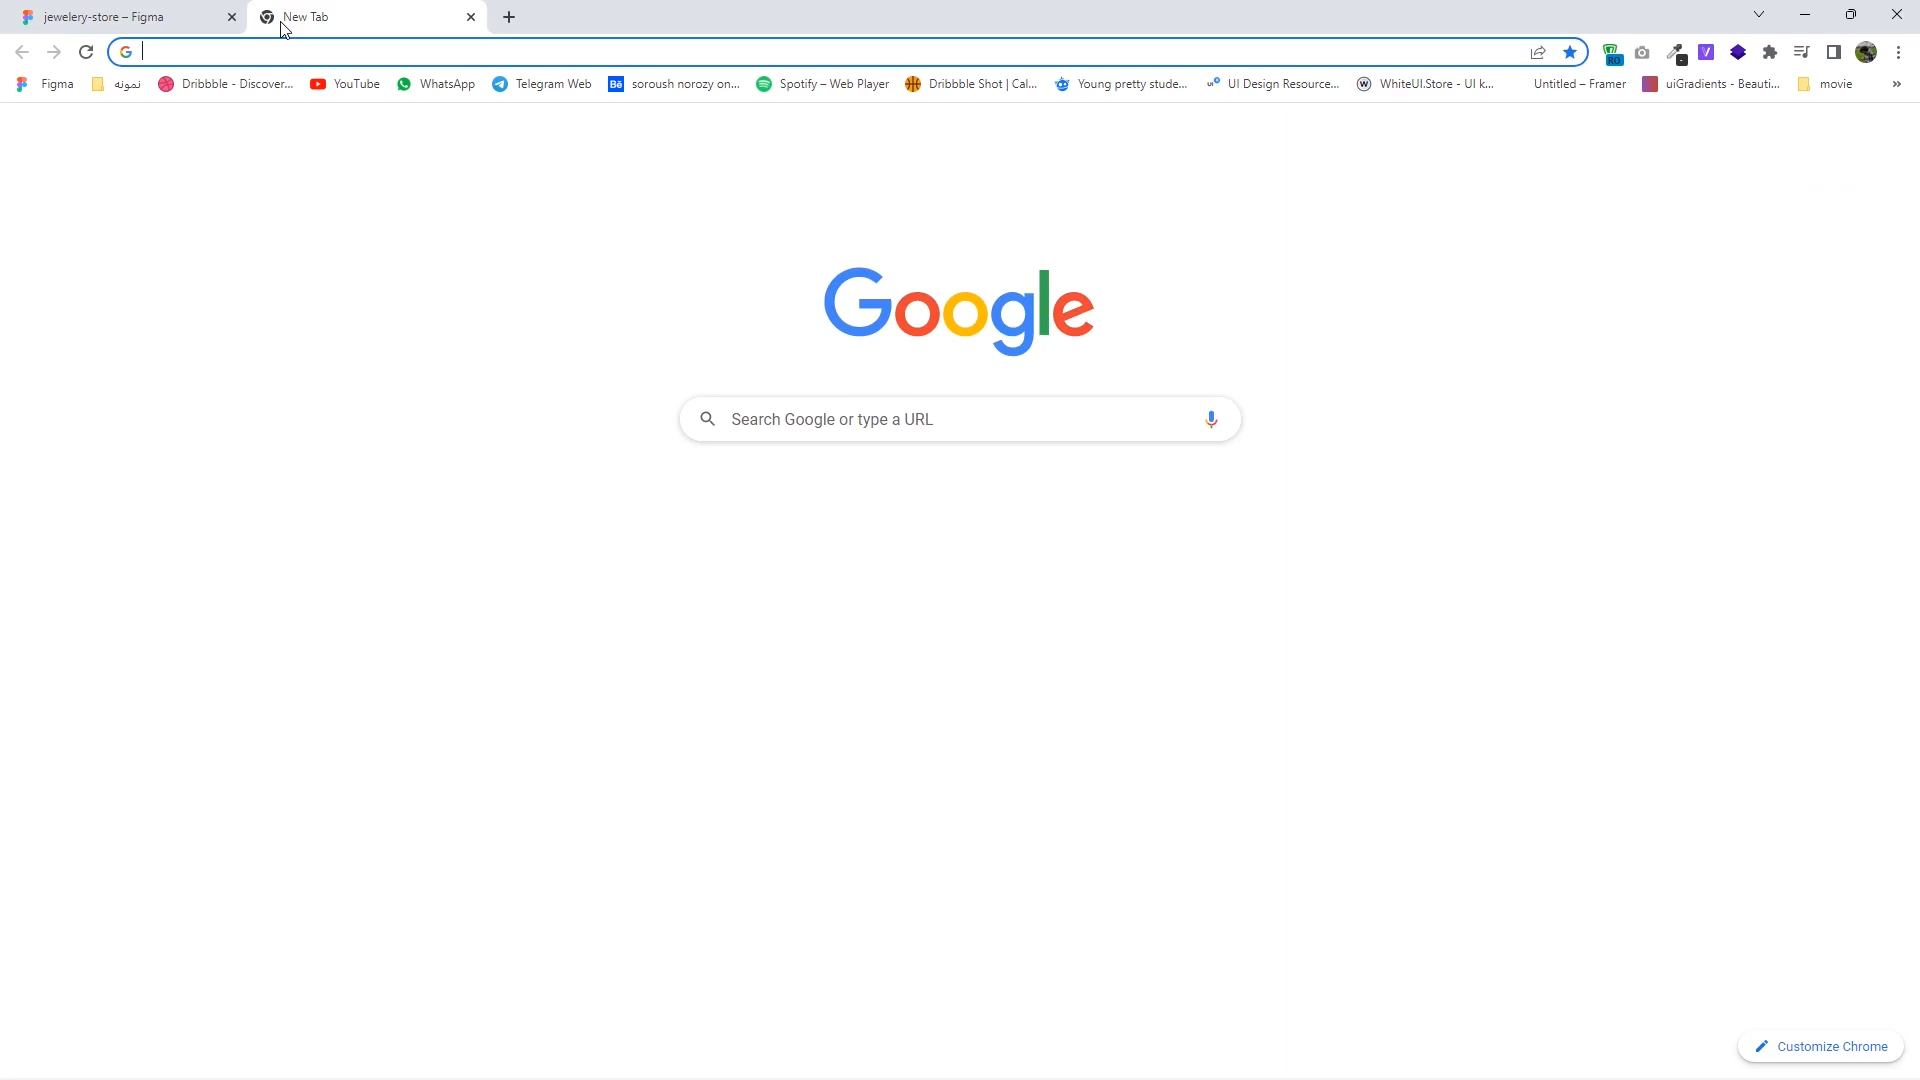 jewelery-store – Figma
New Tab
Figma
نمونه
Dribbble - Discover...
YouTube
WhatsApp
Telegram Web
Bē soroush norozy on...
Spotify – Web Player
Dribbble Shot | Cal...
Young pretty stude...
UI Design Resource...
W WhiteUI.Store - UI k...
Untitled – Framer
uiGradients - Beauti...
movie
RO
V
Google
Search Google or type a URL
Customize Chrome